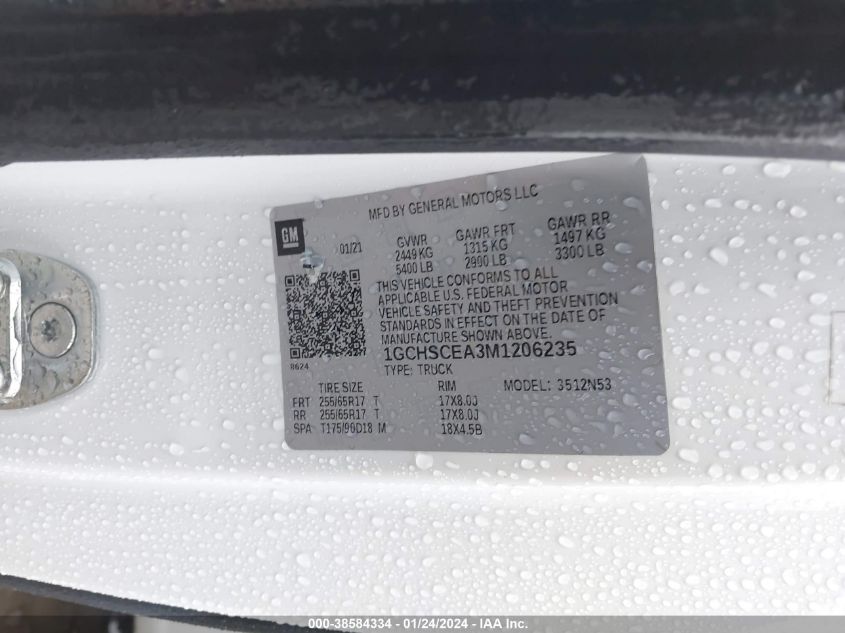 MFD BY GENERAL MOTORS LLC
GM
01/21 GVWR GAWR FRT GAWR RR
2449 KG 1315 KG 1497 KG
5400 LB 2900 LB 3300 LB
THIS VEHICLE CONFORMS TO ALL
APPLICABLE U.S. FEDERAL MOTOR
VEHICLE SAFETY AND THEFT PREVENTION
STANDARDS IN EFFECT ON THE DATE OF
MANUFACTURE SHOWN ABOVE.
1GCHSCEA3M1206235
8624 TYPE: TRUCK
TIRE SIZE RIM MODEL: 3512N53
FRT 255/65R17 T 17X8.0J
RR 255/65R17 T 17X8.0J
SPA T175/90D18 M 18X4.5B
000-38584334 - 01/24/2024 - IAA Inc.